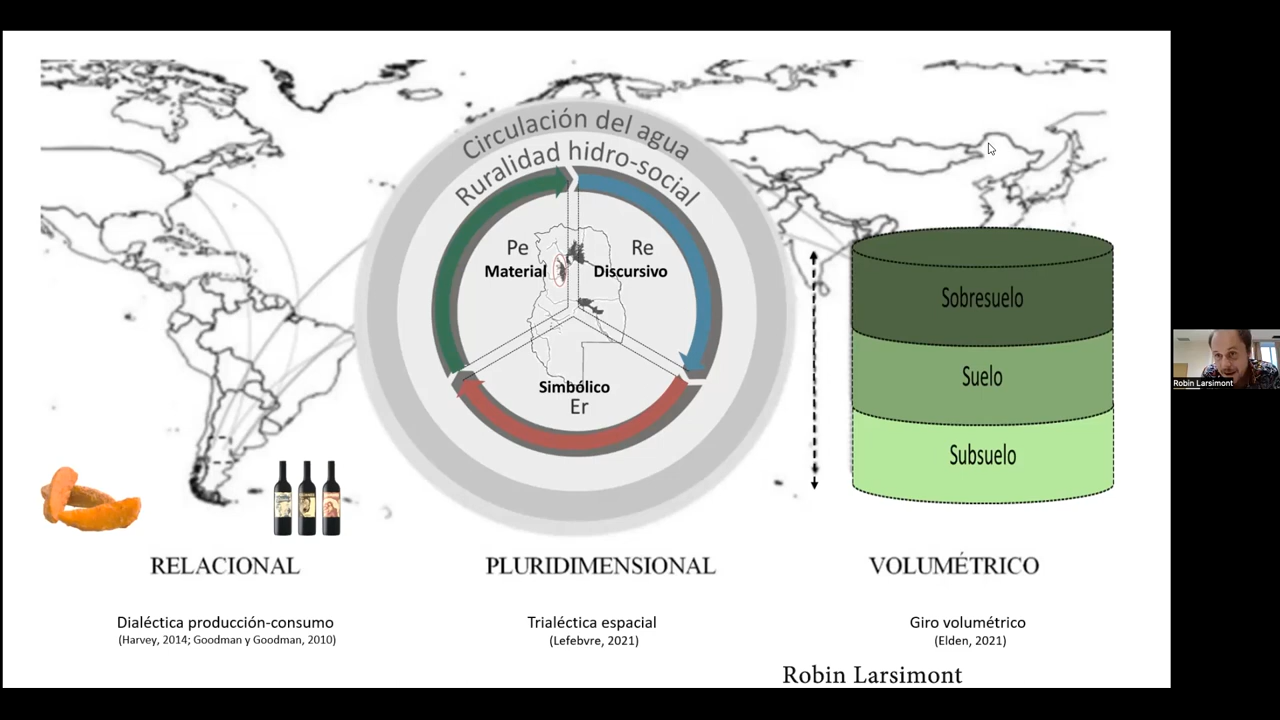 Circulación del agua
Ruralidad hidro-social
Pe
Material
Re
Discursivo
Simbólico
Er
Sobresuelo
Suelo
Subsuelo
RELACIONAL
PLURIDIMENSIONAL
VOLUMÉTRICO
Dialéctica producción-consumo
(Harvey, 2014; Goodman y Goodman, 2010)
Trialéctica espacial
(Lefebvre, 2021)
Giro volumétrico
(Elden, 2021)
Robin Larsimont
Robin Larsimont